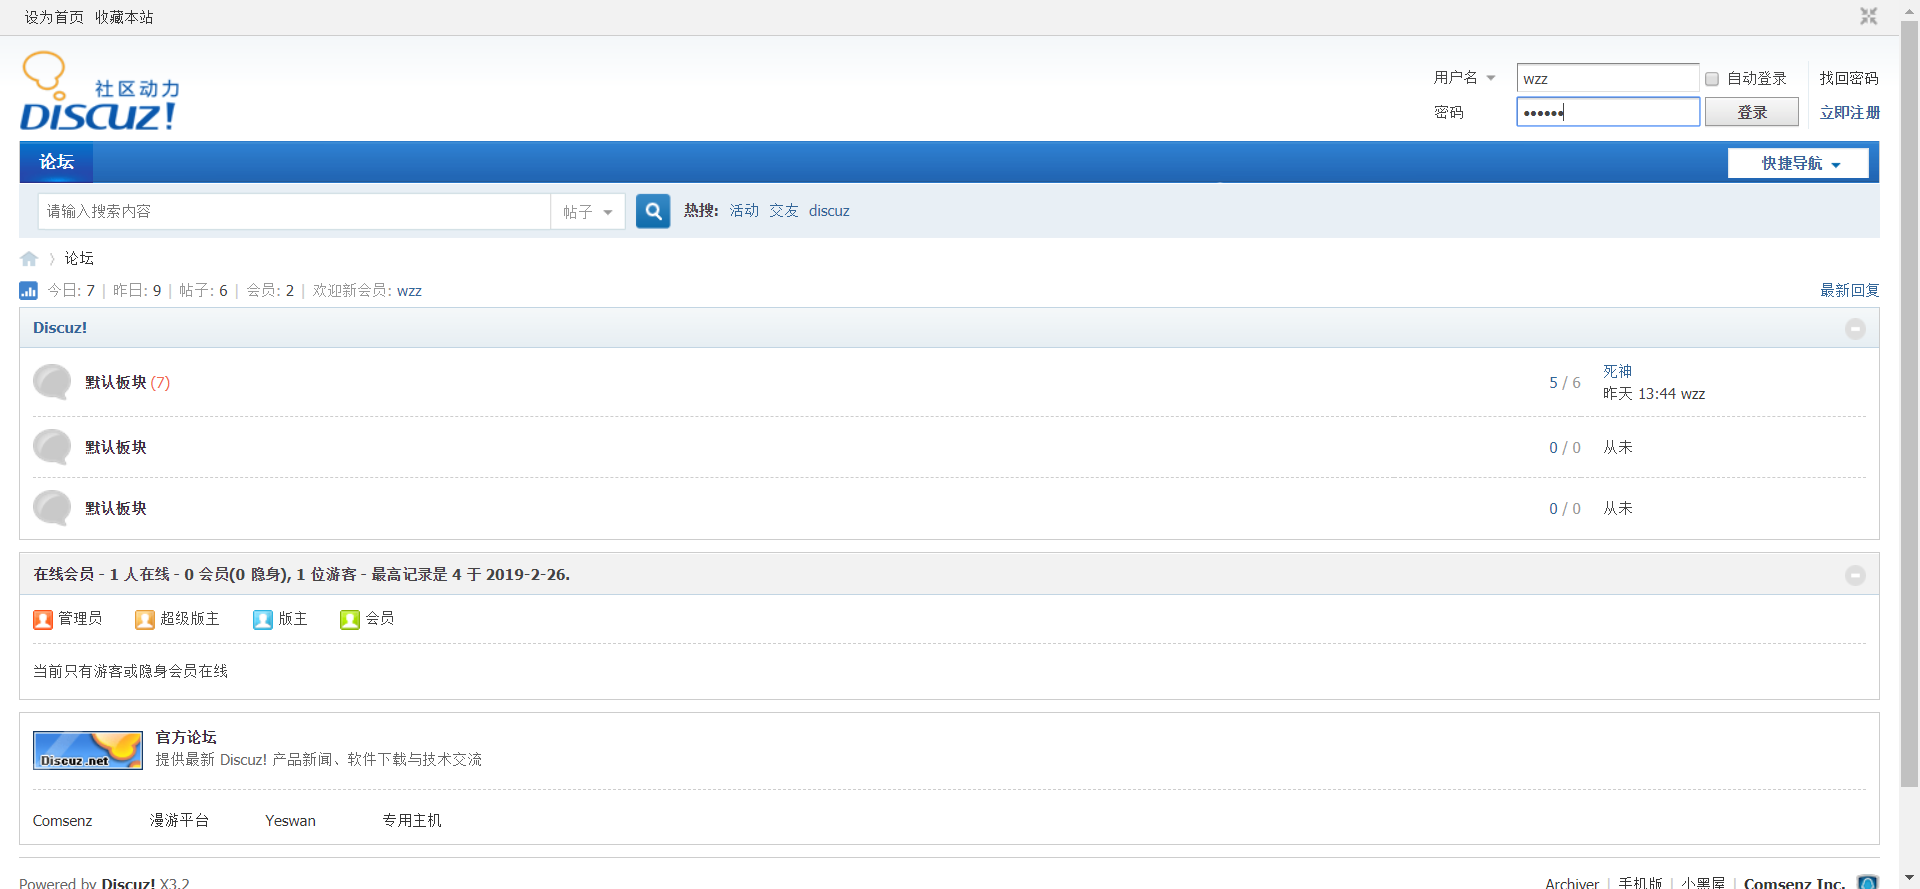 设为首页 收藏本站
社区动力
DISCUZ!
用户名 wzz 自动登录 找回密码
密码 •••••• 登录 立即注册
论坛 快捷导航
请输入搜索内容 帖子 热搜: 活动 交友 discuz
论坛
今日: 7 | 昨日: 9 | 帖子: 6 | 会员: 2 | 欢迎新会员: wzz 最新回复
Discuz!
默认板块 (7) 5 / 6 死神
昨天 13:44 wzz
默认板块 0 / 0 从未
默认板块 0 / 0 从未
在线会员 - 1 人在线 - 0 会员(0 隐身), 1 位游客 - 最高记录是 4 于 2019-2-26.
管理员 超级版主 版主 会员
当前只有游客或隐身会员在线
Discuz.net 官方论坛
提供最新 Discuz! 产品新闻、软件下载与技术交流
Comsenz 漫游平台 Yeswan 专用主机
Powered by Discuz! X3.2 Archiver | 手机版 | 小黑屋 | Comsenz Inc.